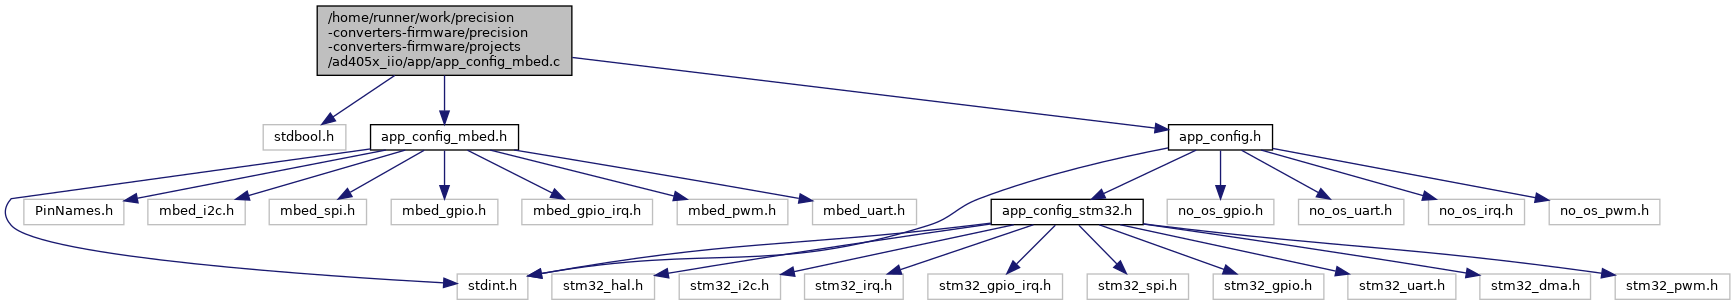 /home/runner/work/precision
-converters-firmware/precision
-converters-firmware/projects
/ad405x_iio/app/app_config_mbed.c
stdbool.h
app_config_mbed.h
app_config.h
PinNames.h
mbed_i2c.h
mbed_spi.h
mbed_gpio.h
mbed_gpio_irq.h
mbed_pwm.h
mbed_uart.h
app_config_stm32.h
no_os_gpio.h
no_os_uart.h
no_os_irq.h
no_os_pwm.h
stdint.h
stm32_hal.h
stm32_i2c.h
stm32_irq.h
stm32_gpio_irq.h
stm32_spi.h
stm32_gpio.h
stm32_uart.h
stm32_dma.h
stm32_pwm.h